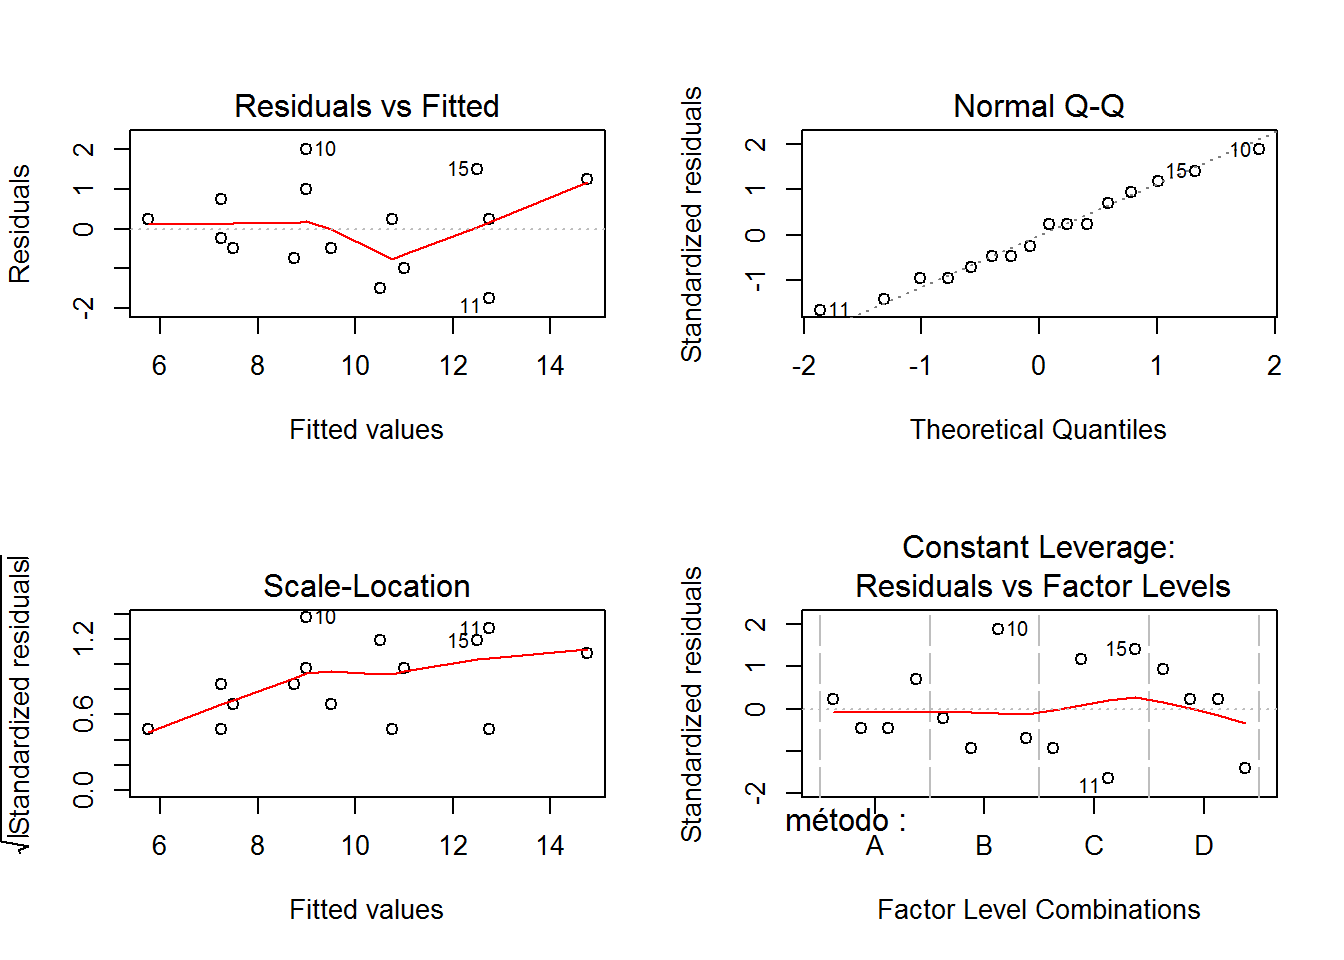 Residuals vs Fitted
Residuals
2
1
0
-2
10
15
11
6
8
10
12
14
Fitted values
Normal Q-Q
Standardized residuals
2
1
0
-1
10
15
11
-2
-1
0
1
2
Theoretical Quantiles
Scale-Location
√|Standardized residuals|
1.2
0.6
0.0
10
11
15
6
8
10
12
14
Fitted values
Constant Leverage:
Residuals vs Factor Levels
Standardized residuals
2
1
0
-2
10
15
11
método :
A
B
C
D
Factor Level Combinations